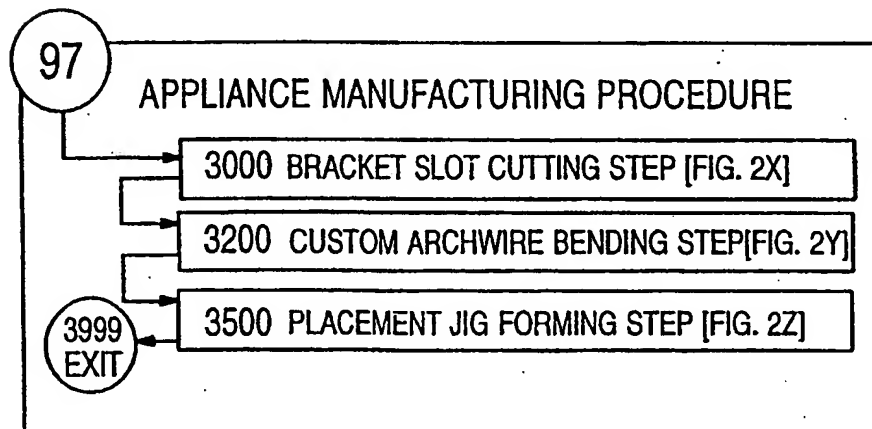 97
APPLIANCE MANUFACTURING PROCEDURE
3000 BRACKET SLOT CUTTING STEP [FIG. 2X]
3200 CUSTOM ARCHWIRE BENDING STEP[FIG. 2Y]
3500 PLACEMENT JIG FORMING STEP [FIG. 2Z]
3999
EXIT